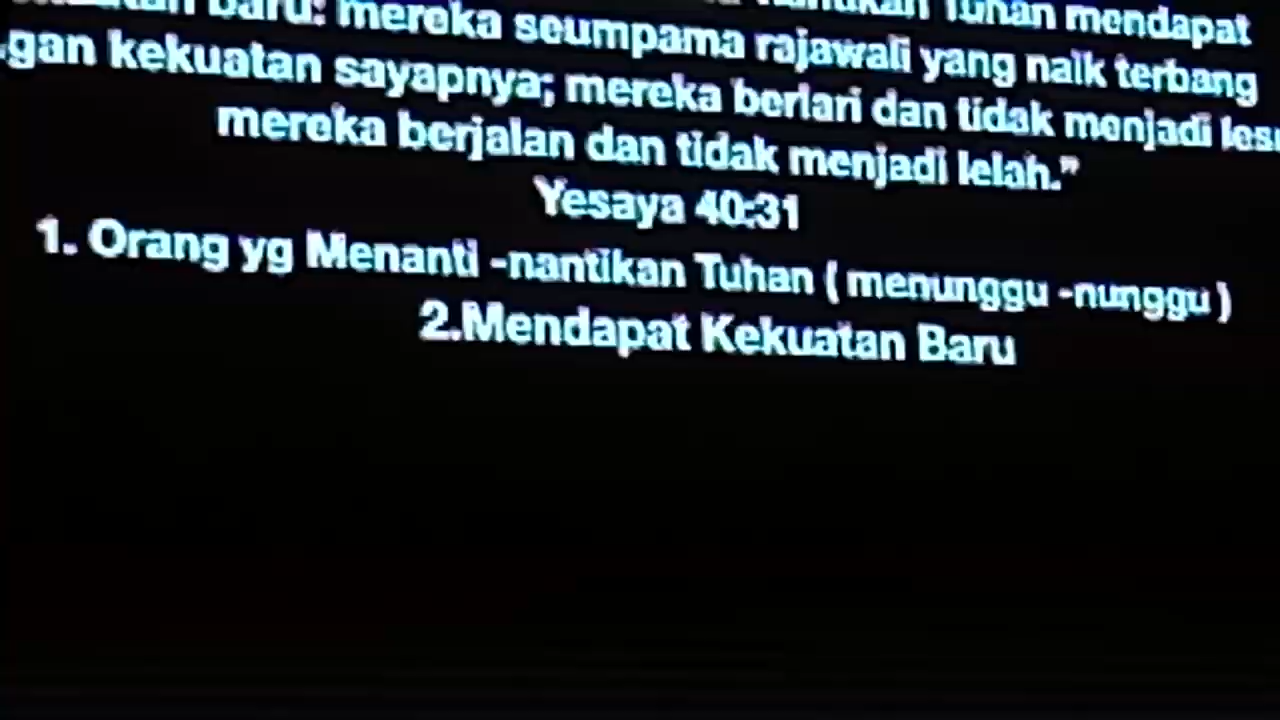 baru: mereka seumpama rajawali yang naik terbang
kekuatan sayapnya; mereka berlari dan tidak menjadi
mereka berjalan dan tidak menjadi lelah.”
Yesaya 40:31
1. Orang yg Menanti -nantikan Tuhan ( menunggu -nunggu )
2.Mendapat Kekuatan Baru